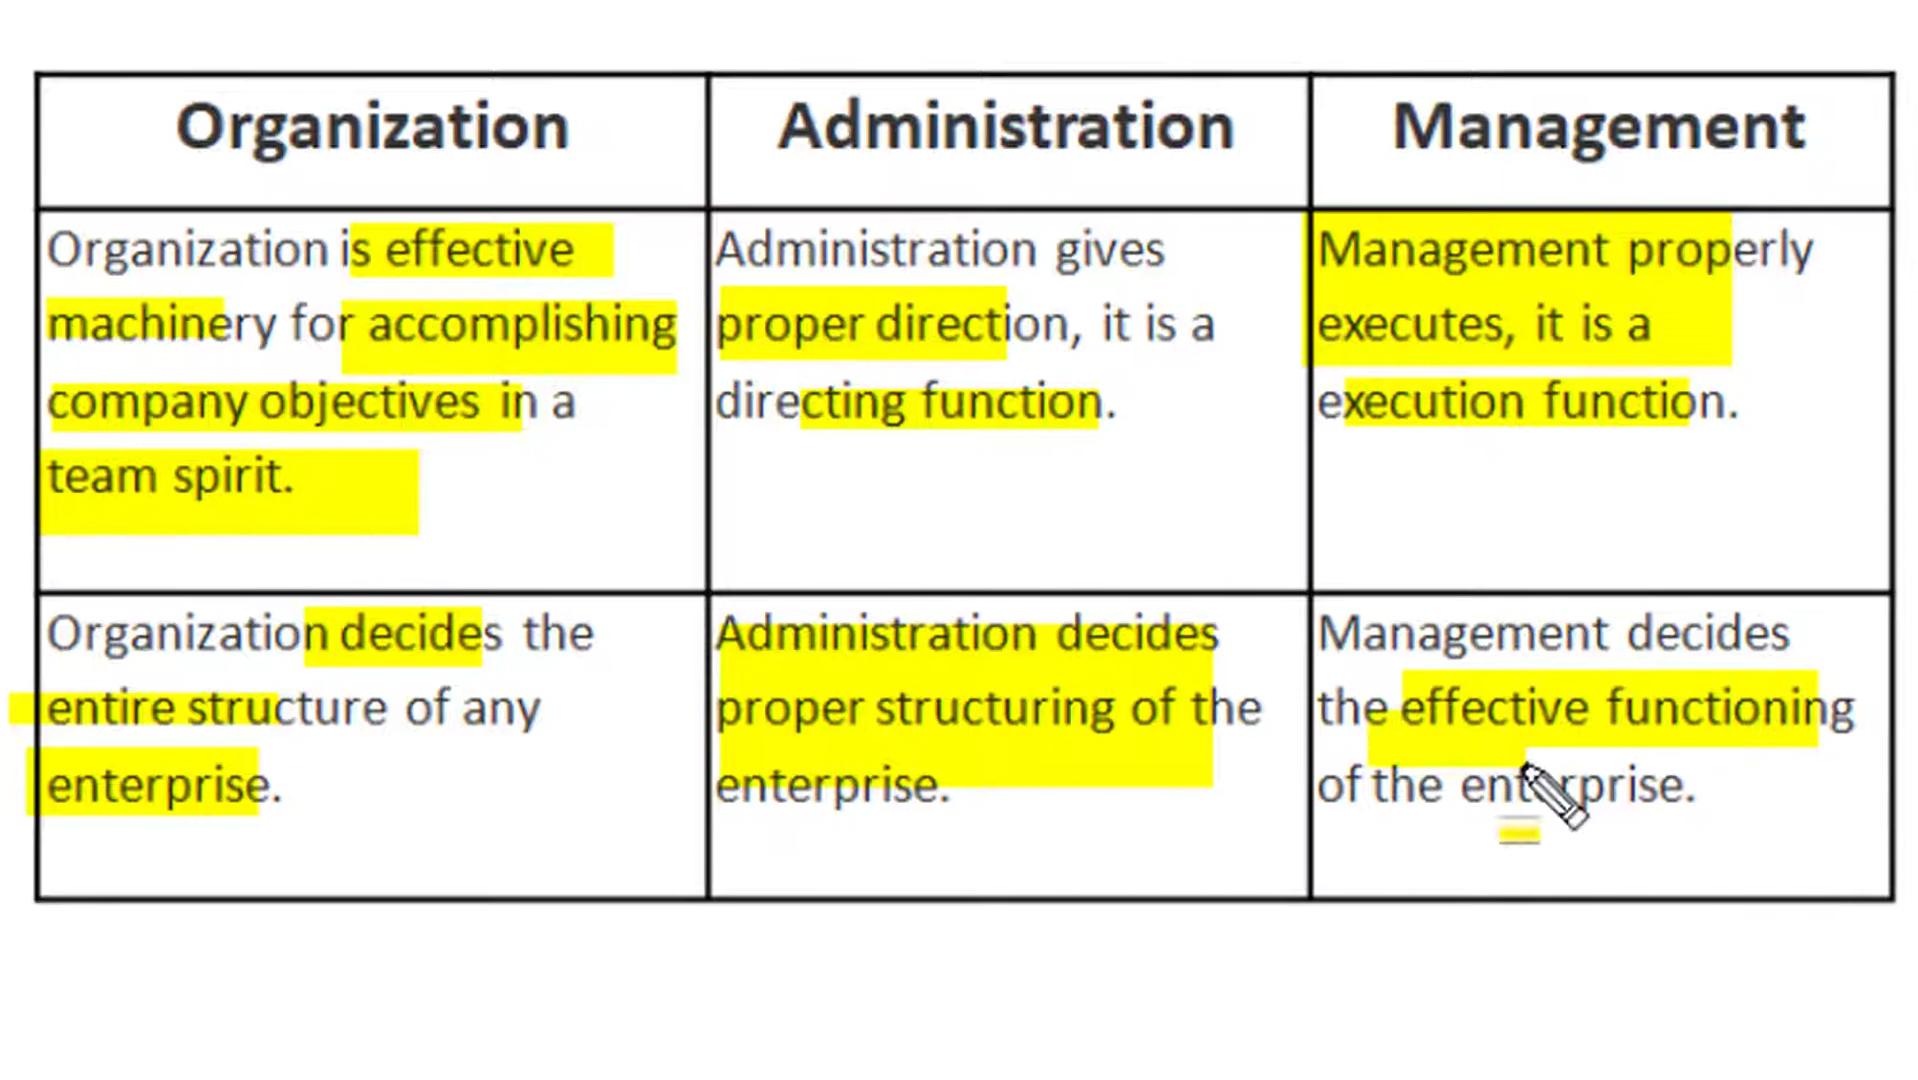 Organization
Administration
Management
Organization is effective
machinery for accomplishing
company objectives in a
team spirit.
Administration gives
proper direction, it is a
directing function.
Management properly
executes, it is a
execution function.
Organization decides the
entire structure of any
enterprise.
Administration decides
proper structuring of the
enterprise.
Management decides
the effective functioning
of the enterprise.